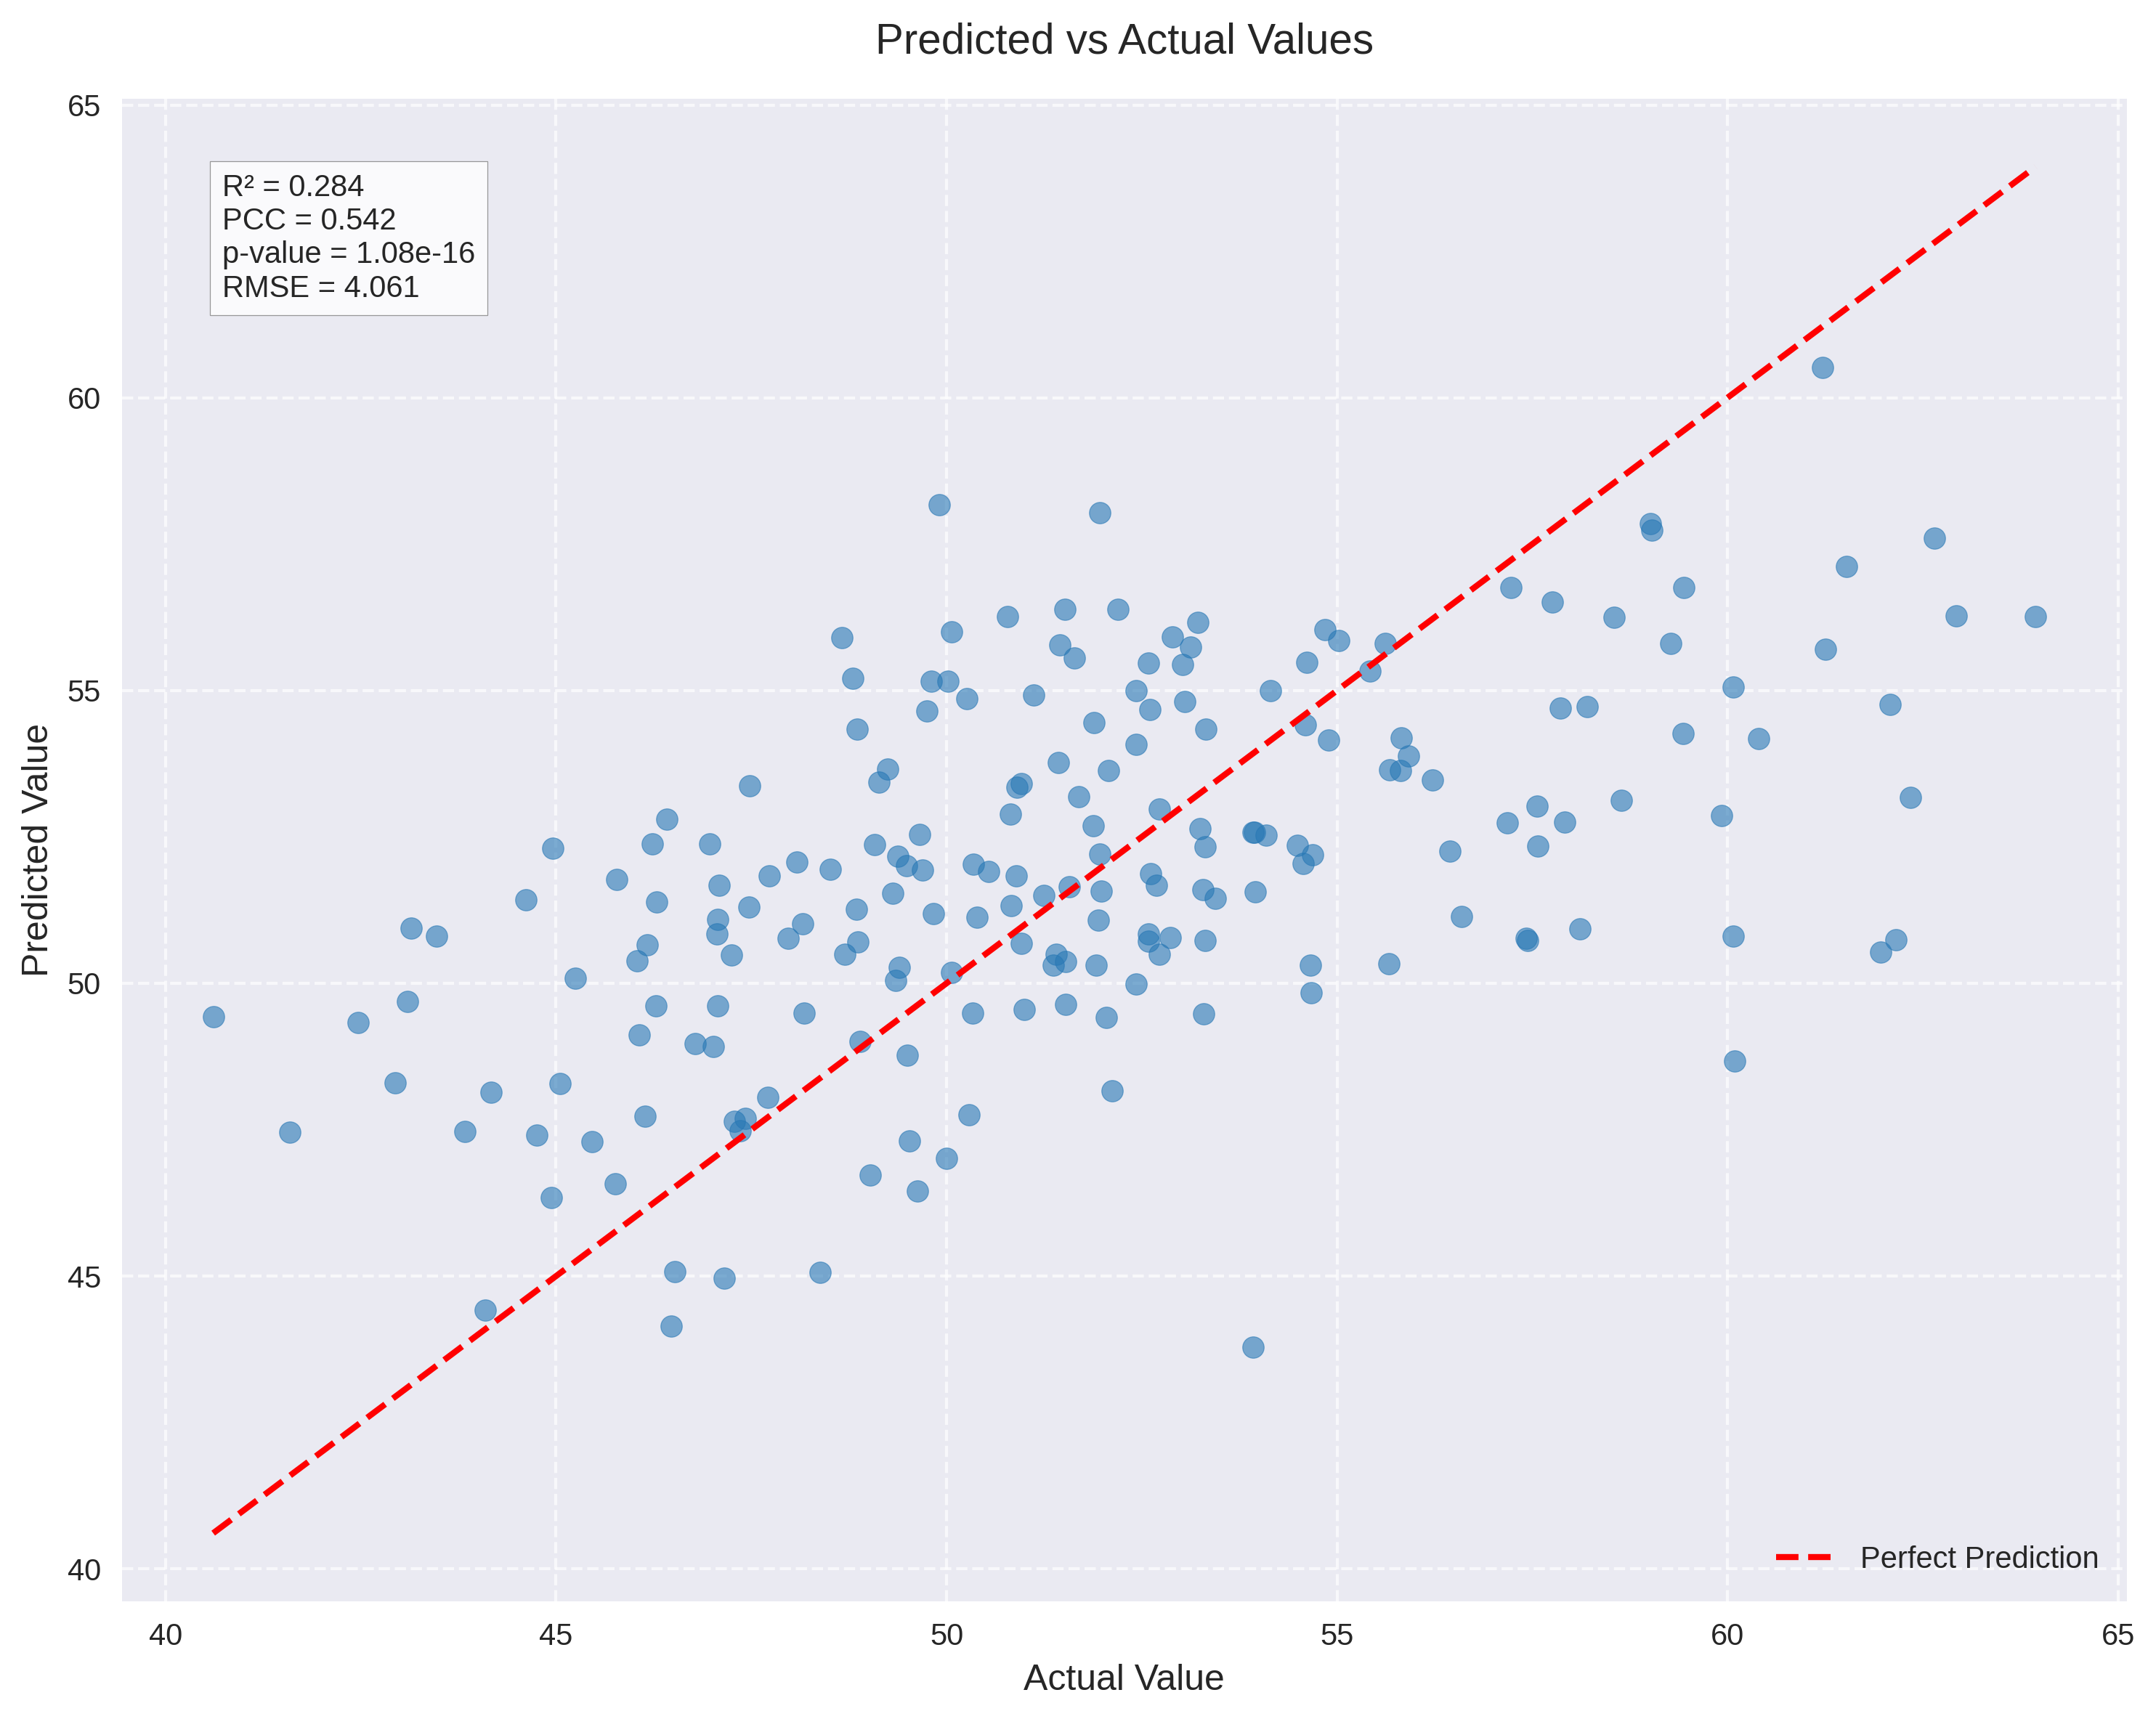 Predicted vs Actual Values
65
60
55
50
45
40
Predicted Value
R² = 0.284
PCC = 0.542
p-value = 1.08e-16
RMSE = 4.061
Perfect Prediction
40 45 50 55 60 65
Actual Value